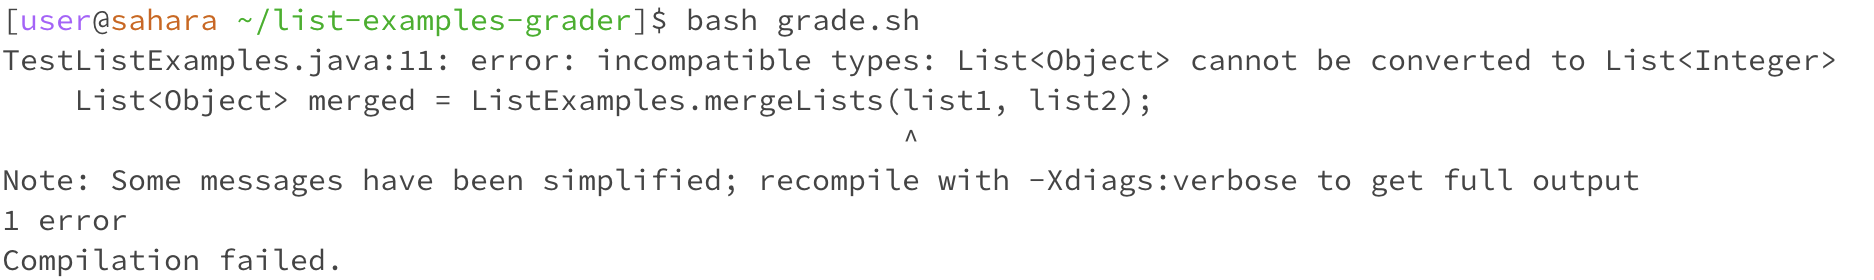 [user@sahara ~/list-examples-grader]$ bash grade.sh
TestListExamples.java:11: error: incompatible types: List<Object> cannot be converted to List<Integer>
    List<Object> merged = ListExamples.mergeLists(list1, list2);
                                                  ^
Note: Some messages have been simplified; recompile with -Xdiags:verbose to get full output
1 error
Compilation failed.